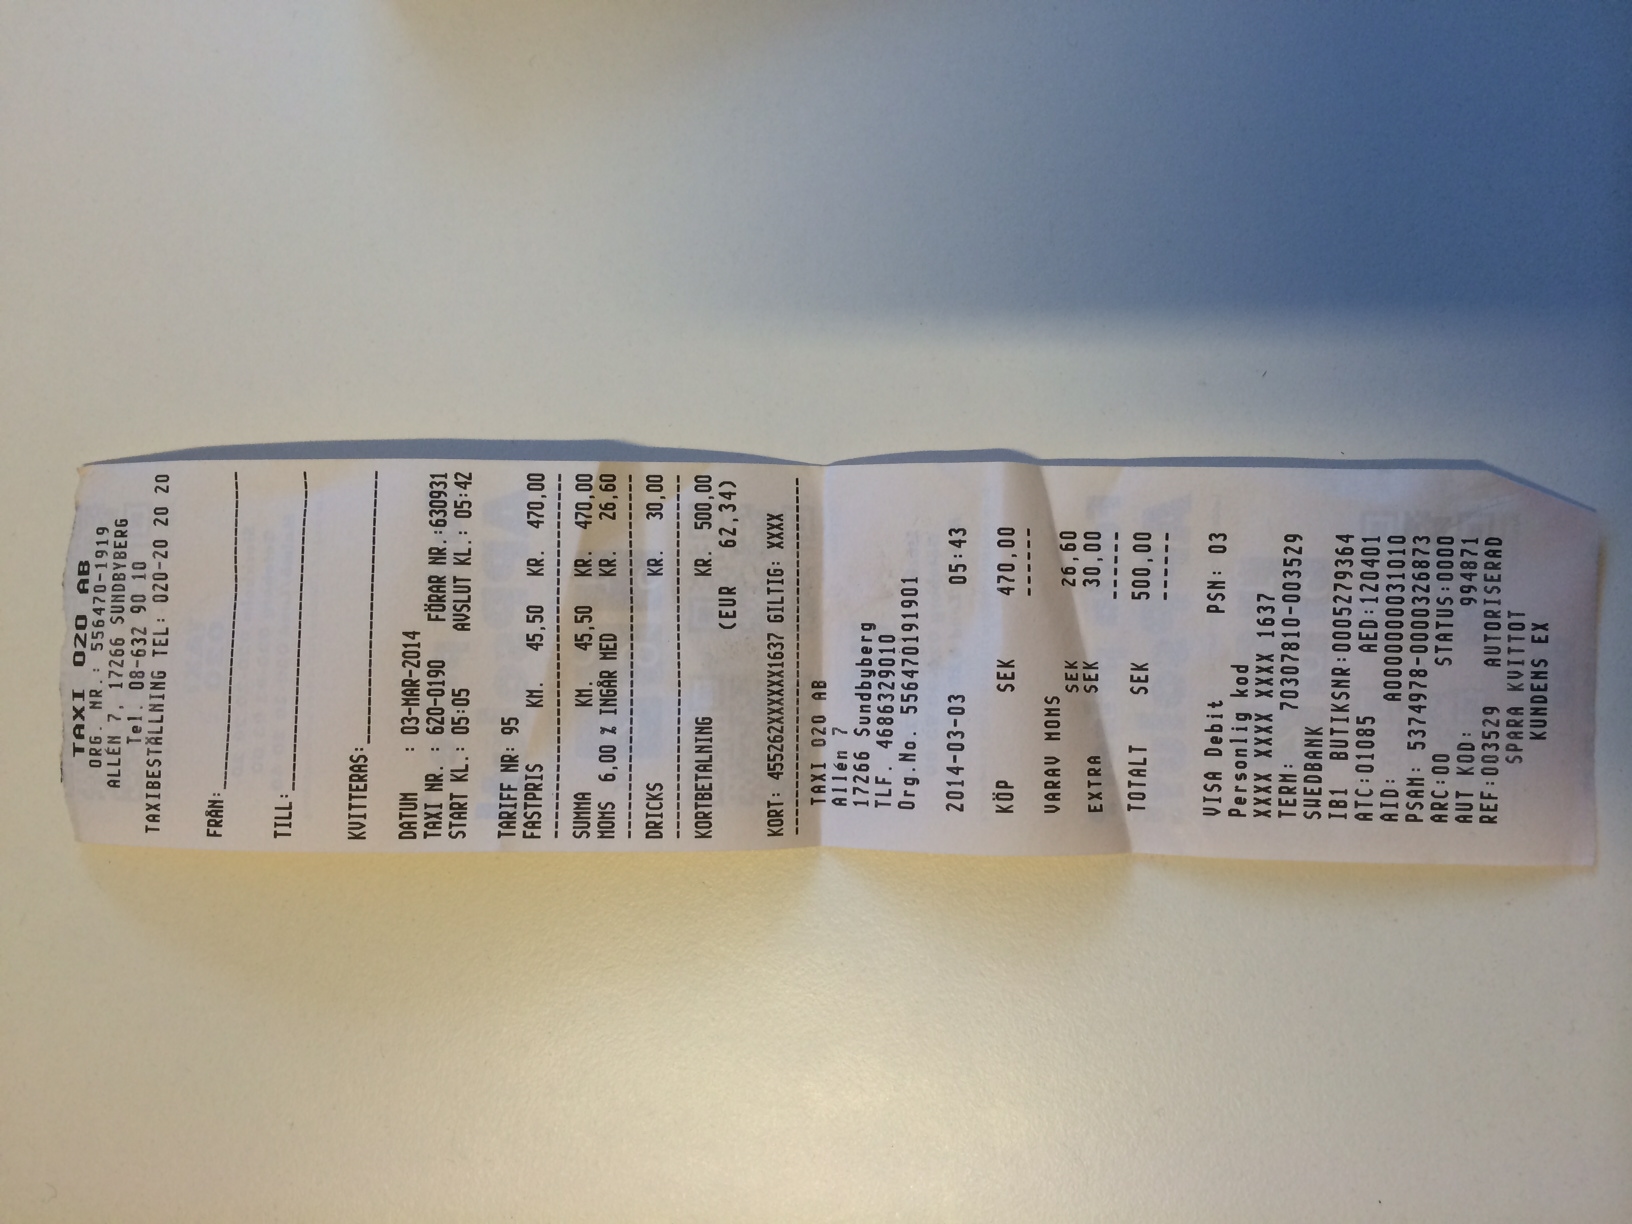 TAXI 020 AB
ORG. NR.: 556470-1919
ALLÉN 7, 17266 SUNDBYBERG
Tel. 08-632 90 10
TAXIBESTÄLLNING TEL: 020-20 20 20
FRÅN:
TILL:
KVITTERAS:
DATUM : 03-MAR-2014
TAXI NR. : 620-0190 FÖRAR NR.:630931
START KL.: 05:05 AVSLUT KL.: 05:42
TARIFF NR: 95
FASTPRIS KM. 45,50 KR. 470,00
SUMMA KM. 45,50 KR. 470,00
MOMS 6,00 % INGÅR MED KR. 26,60
DRICKS KR. 30,00
KORTBETALNING KR. 500,00
(EUR 62,34)
KORT: 455262XXXXXX1637 GILTIG: XXXX
TAXI 020 AB
Allén 7
17266 Sundbyberg
TLF. 4686329010
Org.No. 556470191901
2014-03-03 05:43
KÖP SEK 470,00
VARAV MOMS
SEK 26,60
EXTRA SEK 30,00
TOTALT SEK 500,00
VISA Debit PSN: 03
Personlig kod
XXXX XXXX XXXX 1637
TERM: 70307810-003529
SWEDBANK
IB1 BUTIKSNR:0005279364
ATC:01085 AED:120401
AID: A0000000031010
PSAM: 5374978-0000326873
ARC:00 STATUS:0000
AUT KOD: 994871
REF:003529 AUTORISERAD
SPARA KVITTOT
KUNDENS EX